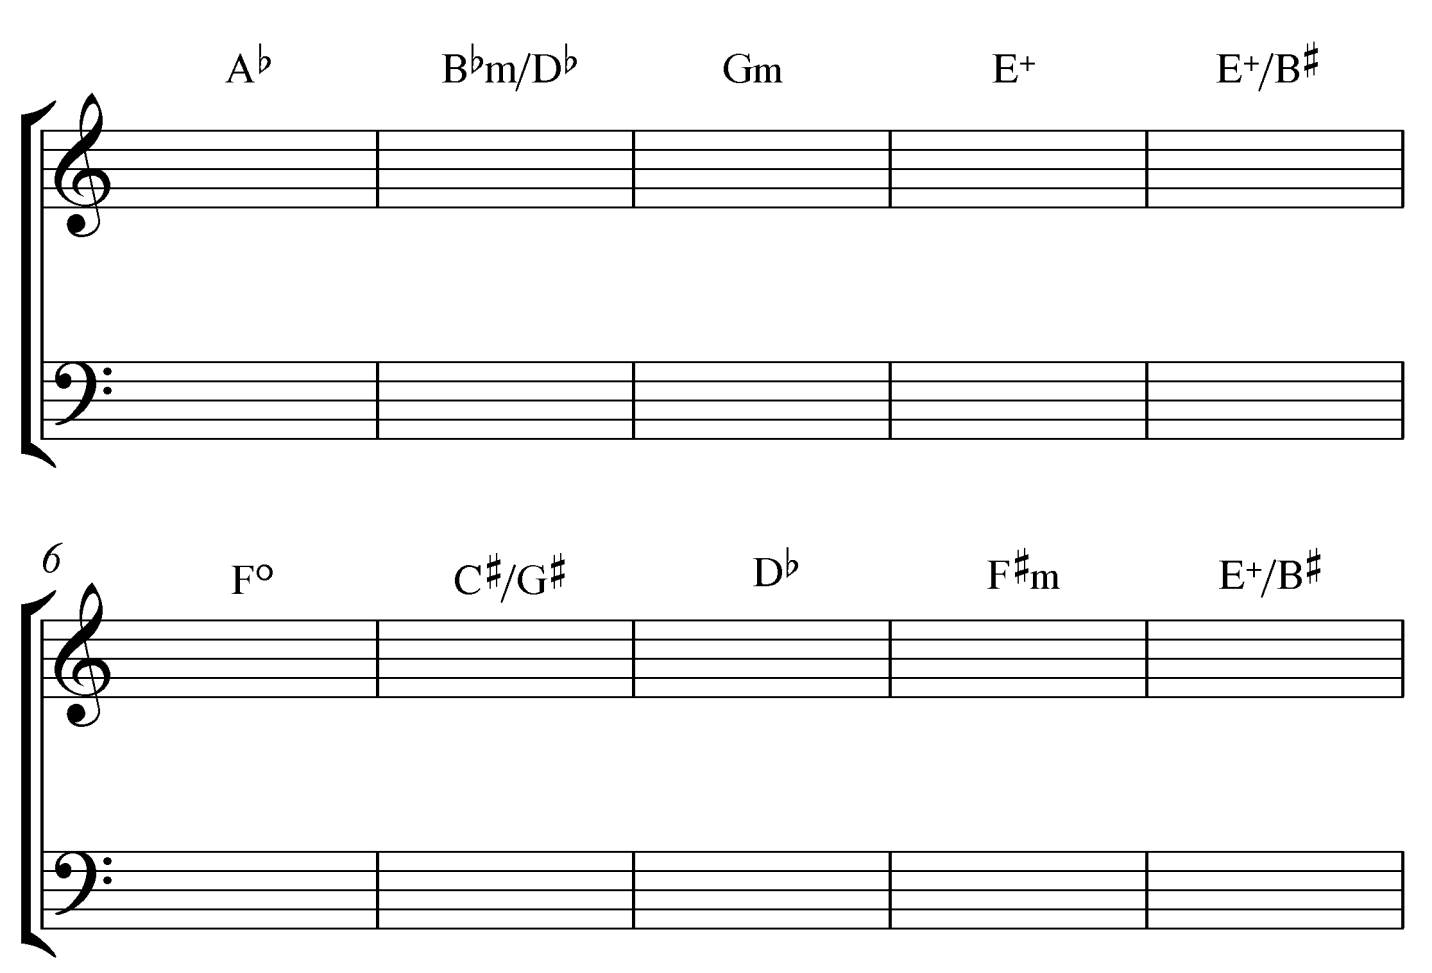 A♭ B♭m/D♭ Gm E+ E+/B♯
6
F° C♯/G♯ D♭ F♯m E+/B♯